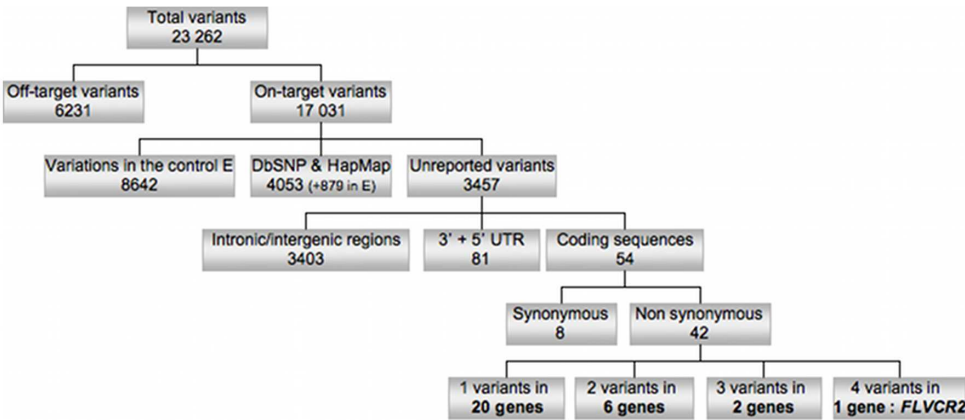 Total variants
23 262
Off-target variants
6231
On-target variants
17 031
Variations in the control E
8642
DbSNP & HapMap
4053 (+879 in E)
Unreported variants
3457
Intronic/intergenic regions
3403
3' + 5' UTR
81
Coding sequences
54
Synonymous
8
Non synonymous
42
1 variants in
20 genes
2 variants in
6 genes
3 variants in
2 genes
4 variants in
1 gene : FLVCR2